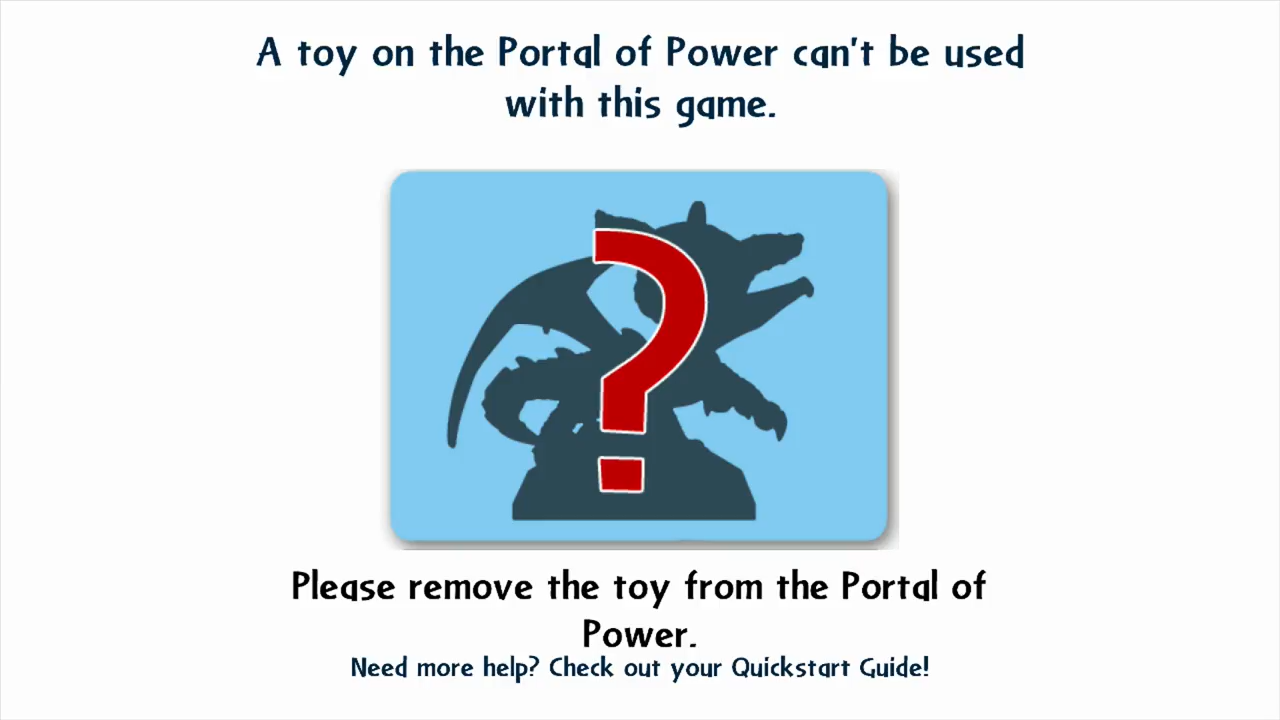 A toy on the Portal of Power can't be used
with this game.
?
Please remove the toy from the Portal of
Power.
Need more help? Check out your Quickstart Guide!